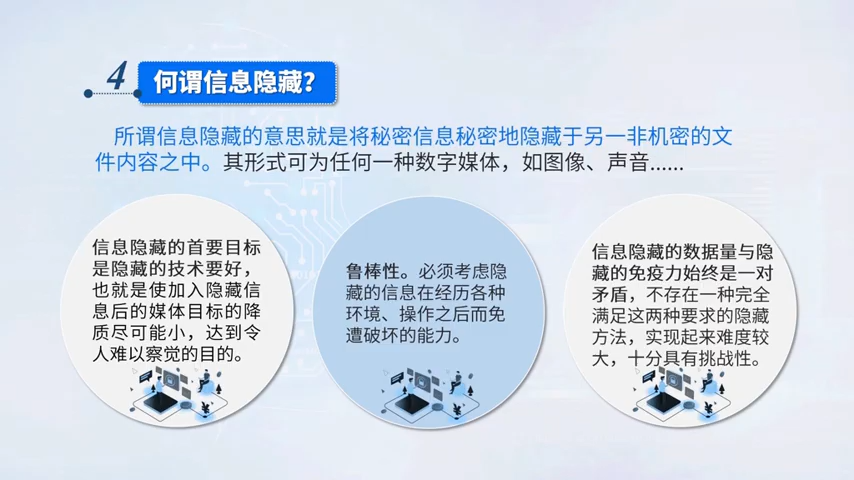 4
何谓信息隐藏？
所谓信息隐藏的意思就是将秘密信息秘密地隐藏于另一非机密的文
件内容之中。其形式可为任何一种数字媒体，如图像、声音......
信息隐藏的首要目标
是隐藏的技术要好，
也就是使加入隐藏信
息后的媒体目标的降
质尽可能小，达到令
人难以察觉的目的。
鲁棒性。必须考虑隐
藏的信息在经历各种
环境、操作之后而免
遭破坏的能力。
信息隐藏的数据量与隐
藏的免疫力始终是一对
矛盾，不存在一种完全
满足这两种要求的隐藏
方法，实现起来难度较
大，十分具有挑战性。